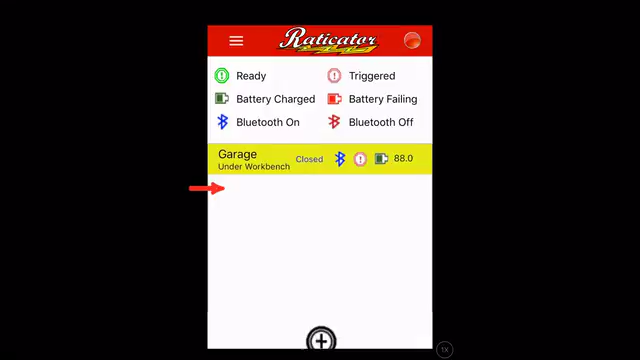 Raticator
Ready
Triggered
Battery Charged
Battery Failing
Bluetooth On
Bluetooth Off
Garage
Under Workbench
Closed
88.0
1X